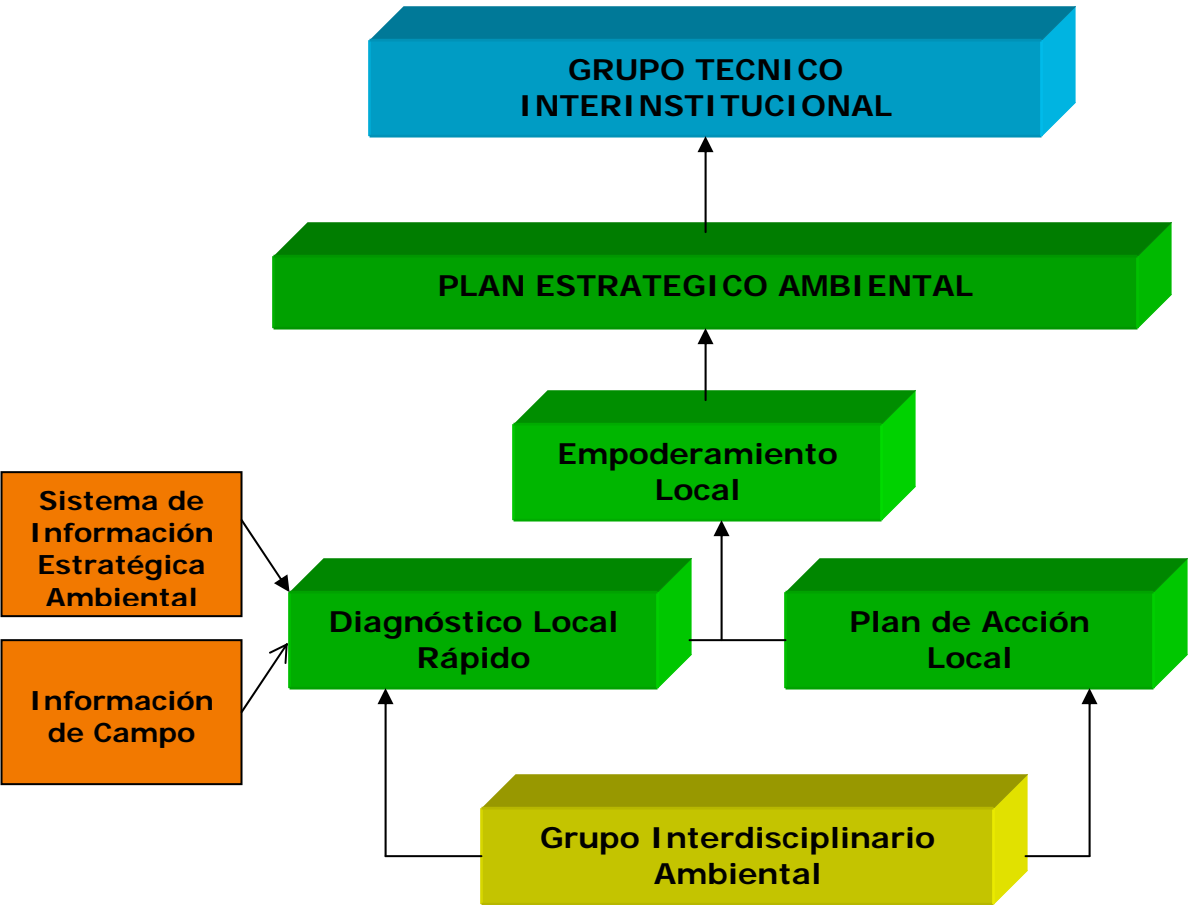 GRUPO TECNICO
INTERINSTITUCIONAL
PLAN ESTRATEGICO AMBIENTAL
Empoderamiento
Local
Sistema de
Información
Estratégica
Ambiental
Diagnóstico Local
Rápido
Plan de Acción
Local
Información
de Campo
Grupo Interdisciplinario
Ambiental